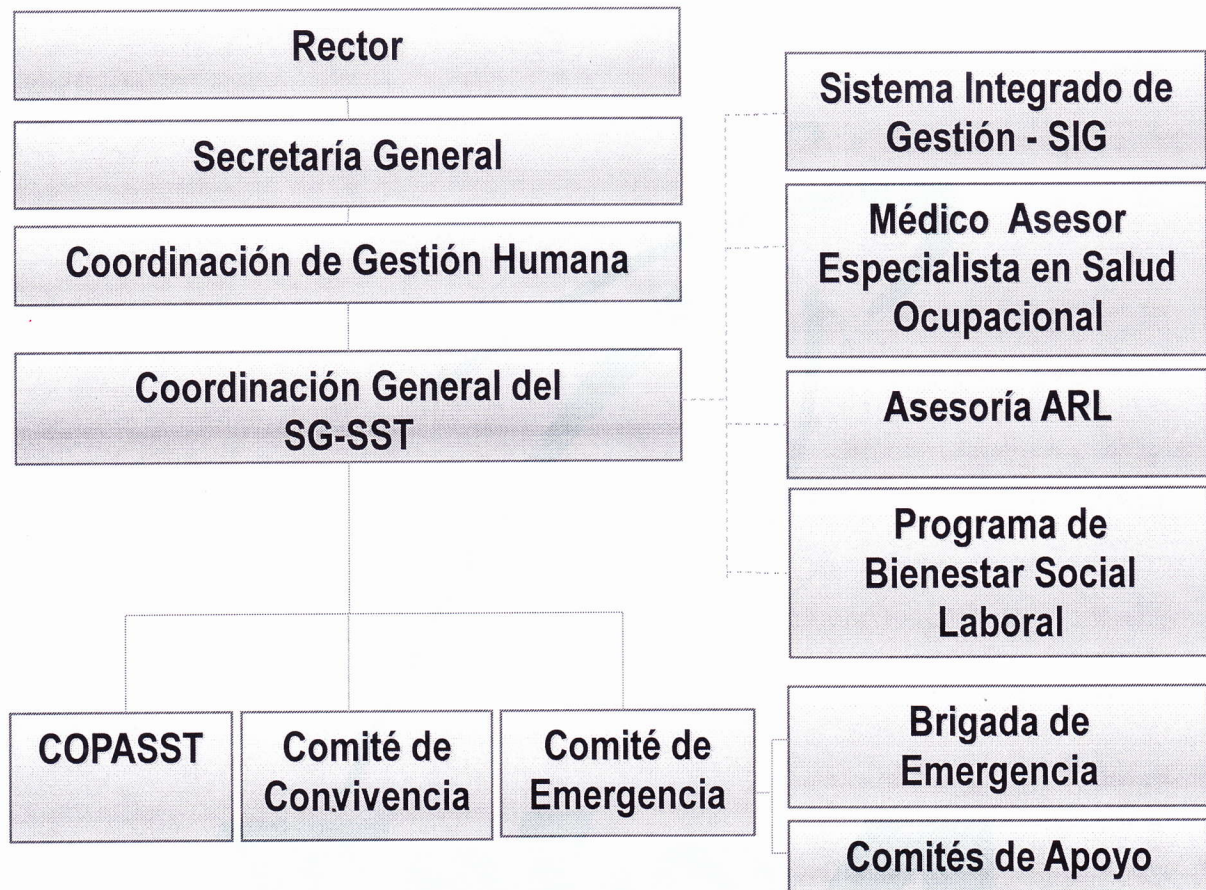 Rector
Secretaría General
Coordinación de Gestión Humana
Coordinación General del
SG-SST
Sistema Integrado de
Gestión - SIG
Médico Asesor
Especialista en Salud
Ocupacional
Asesoría ARL
Programa de
Bienestar Social
Laboral
COPASST
Comité de
Convivencia
Comité de
Emergencia
Brigada de
Emergencia
Comités de Apoyo